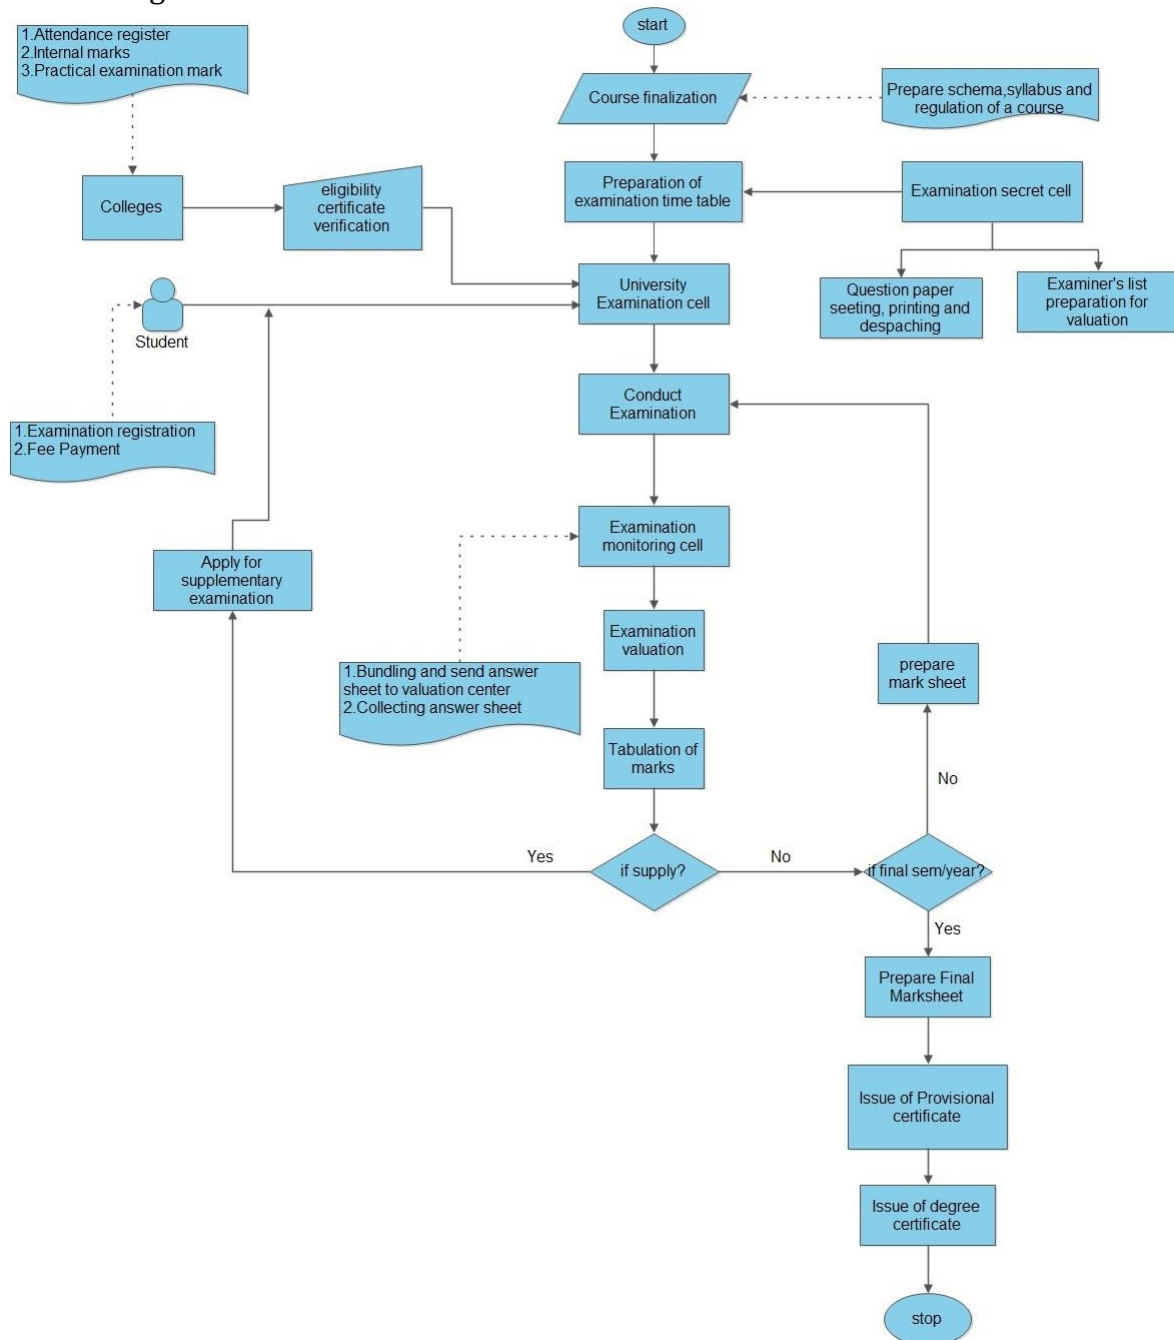 start
1.Attendance register
2.Internal marks
3.Practical examination mark
Course finalization
Prepare schema,syllabus and
regulation of a course
Colleges
eligibility
certificate
verification
Preparation of
examination time table
Examination secret cell
University
Examination cell
Question paper
seeting, printing and
despaching
Examiner's list
preparation for
valuation
Student
Conduct
Examination
1.Examination registration
2.Fee Payment
Examination
monitoring cell
Apply for
supplementary
examination
Examination
valuation
prepare
mark sheet
1.Bundling and send answer
sheet to valuation center
2.Collecting answer sheet
Tabulation of
marks
No
Yes
if supply?
No
if final sem/year?
Yes
Prepare Final
Marksheet
Issue of Provisional
certificate
Issue of degree
certificate
stop